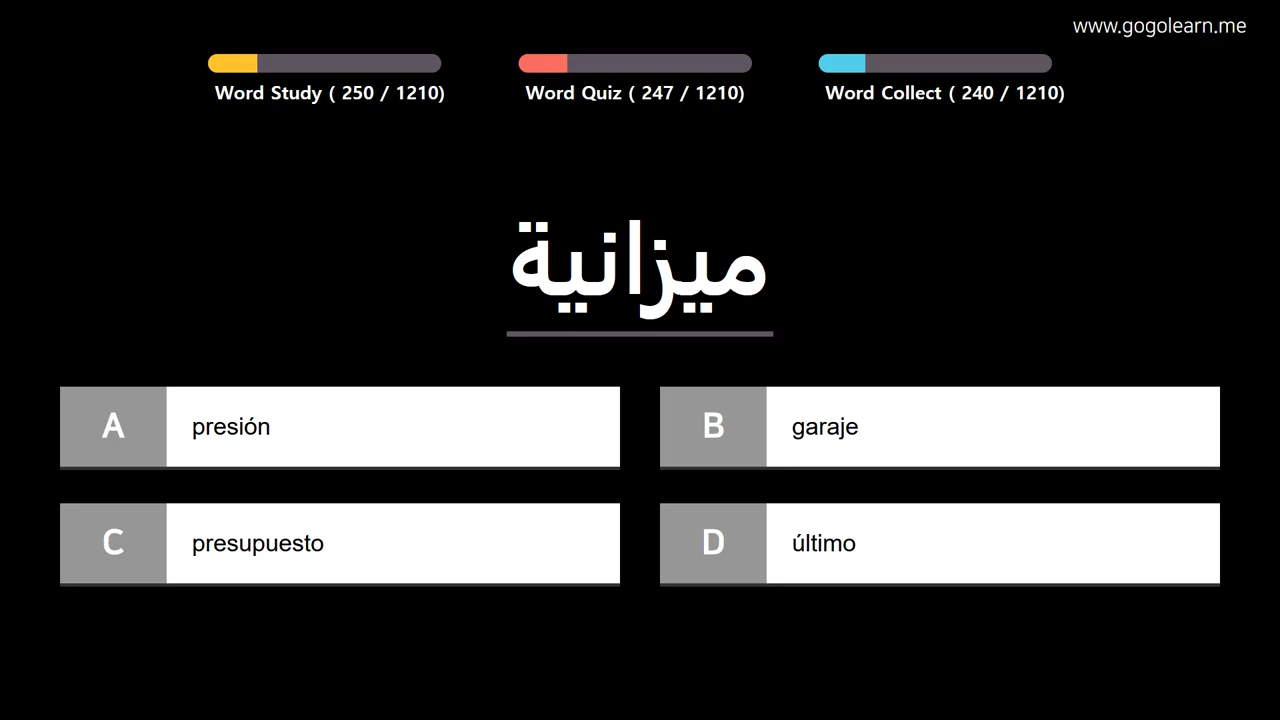 www.gogolearn.me
Word Study ( 250 / 1210)
Word Quiz ( 247 / 1210)
Word Collect ( 240 / 1210)
ميزانية
A presión
B garaje
C presupuesto
D último